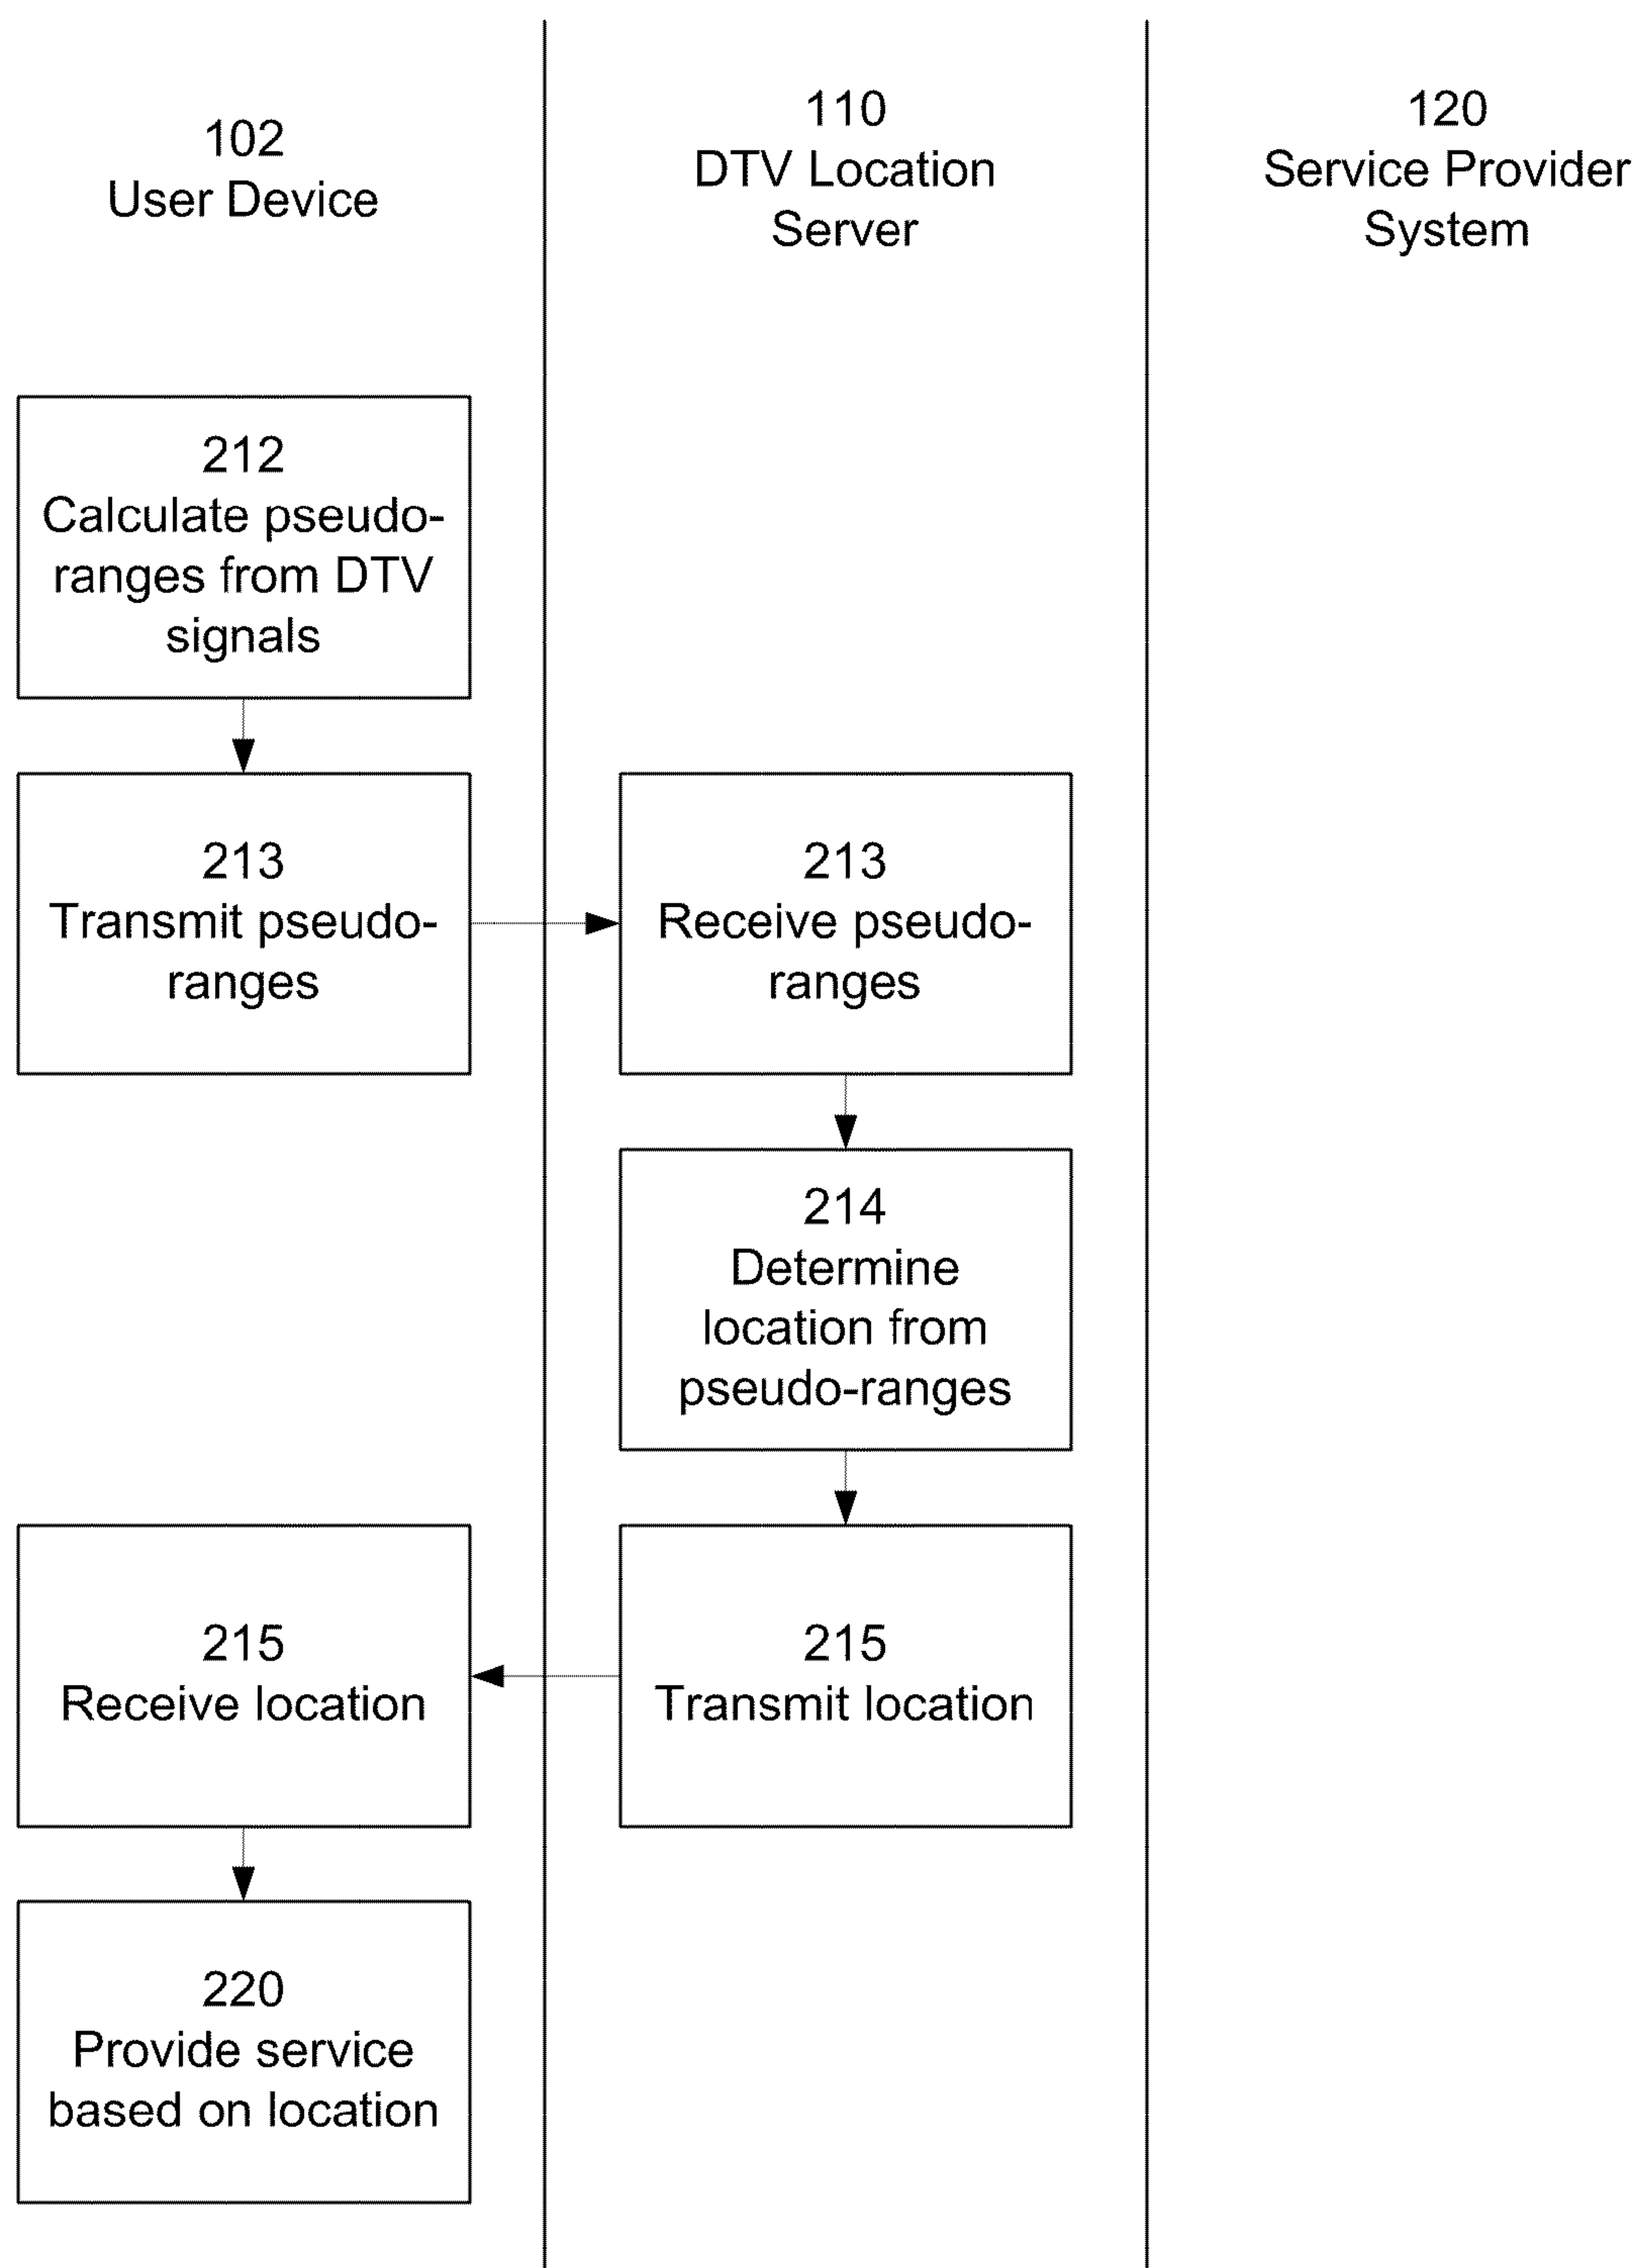 102
User Device
110
DTV Location
Server
120
Service Provider
System
212
Calculate pseudo-
ranges from DTV
signals
213
Transmit pseudo-
ranges
213
Receive pseudo-
ranges
214
Determine
location from
pseudo-ranges
215
Receive location
215
Transmit location
220
Provide service
based on location